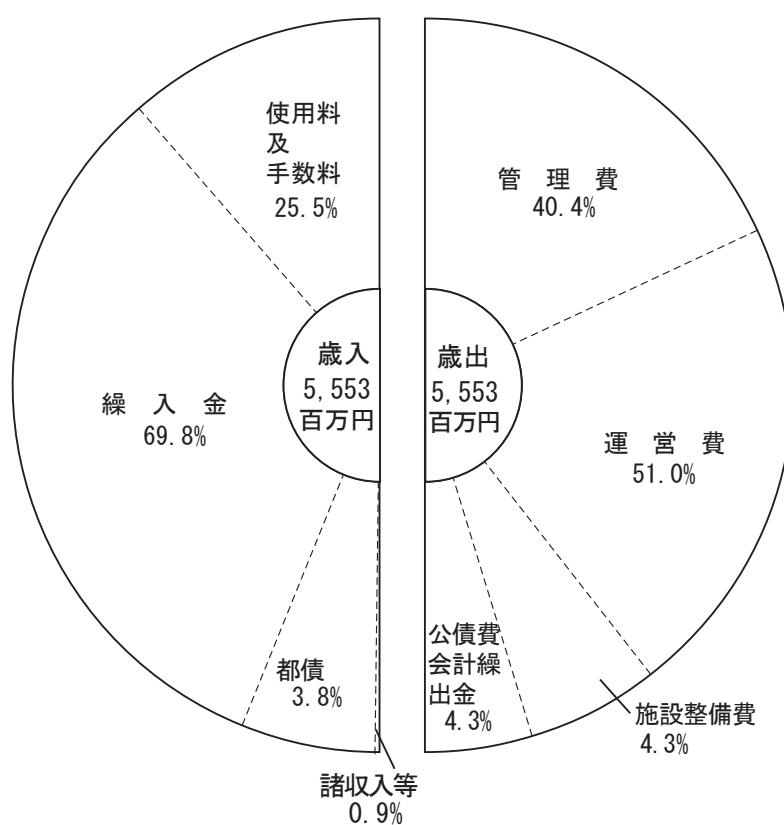 使用料
及
手数料
25.5%
繰入金
69.8%
都債
3.8%
諸収入等
0.9%
歳入
5,553
百万円
歳出
5,553
百万円
管理費
40.4%
運営費
51.0%
施設整備費
4.3%
公債費
会計繰
出金
4.3%